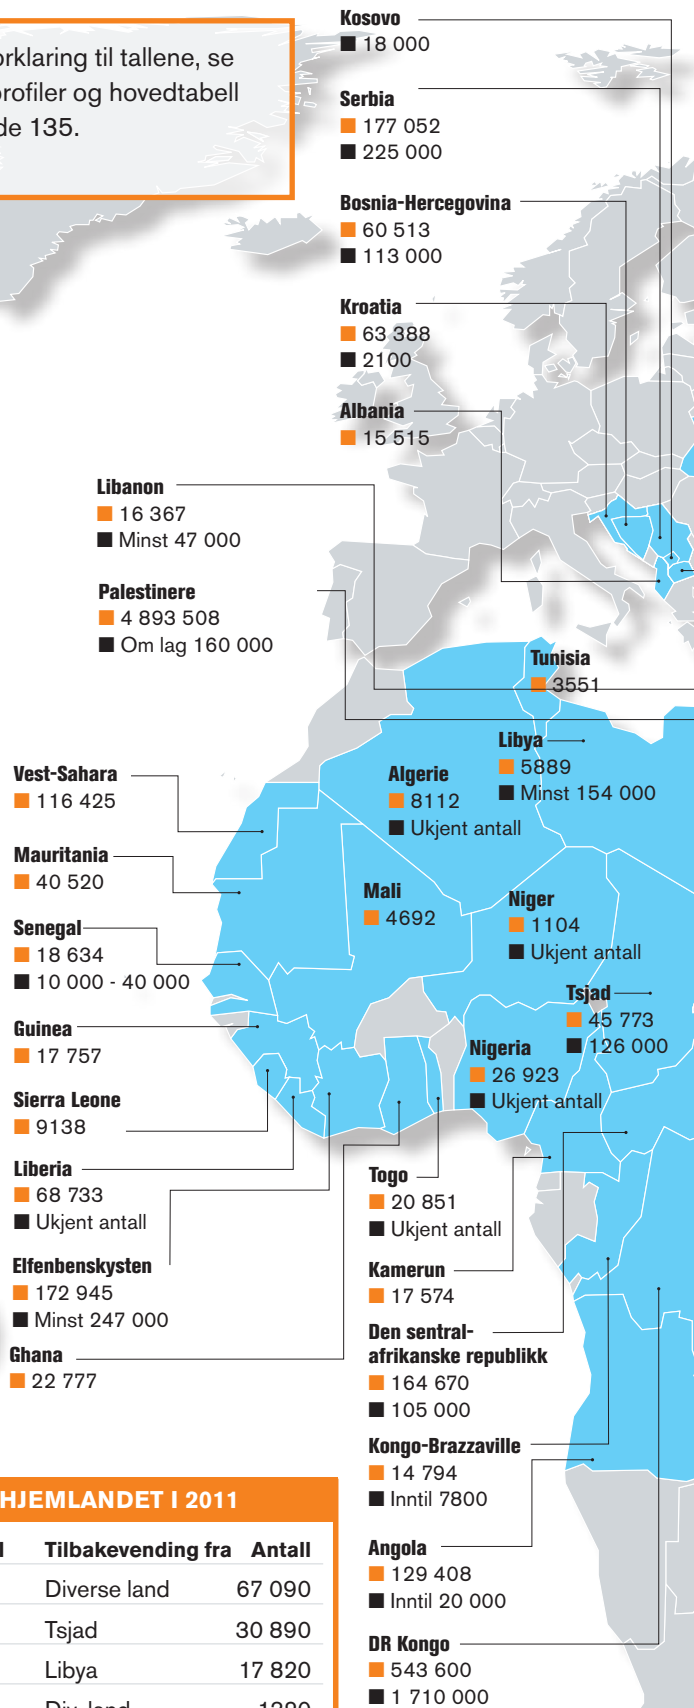 orklaring til tallene, se
profiler og hovedtabell
de 135.
Kosovo
18 000
Serbia
177 052
225 000
Bosnia-Hercegovina
60 513
113 000
Kroatia
63 388
2100
Albania
15 515
Libanon
16 367
Minst 47 000
Palestinere
4 893 508
Om lag 160 000
Tunisia
3551
Libya
5889
Minst 154 000
Algerie
8112
Ukjent antall
Vest-Sahara
116 425
Mauritania
40 520
Mali
4692
Niger
1104
Ukjent antall
Senegal
18 634
10 000 - 40 000
Tsjad
45 773
126 000
Guinea
17 757
Nigeria
26 923
Ukjent antall
Sierra Leone
9138
Liberia
68 733
Ukjent antall
Togo
20 851
Ukjent antall
Elfenbenskysten
172 945
Minst 247 000
Kamerun
17 574
Ghana
22 777
Den sentral-
afrikanske republikk
164 670
105 000
Kongo-Brazzaville
14 794
Inntil 7800
Angola
129 408
Inntil 20 000
DR Kongo
543 600
1 710 000
HJEMLANDET I 2011
Tilbakevending fra Antall
Diverse land 67 090
Tsjad 30 890
Libya 17 820
Div. land 1280